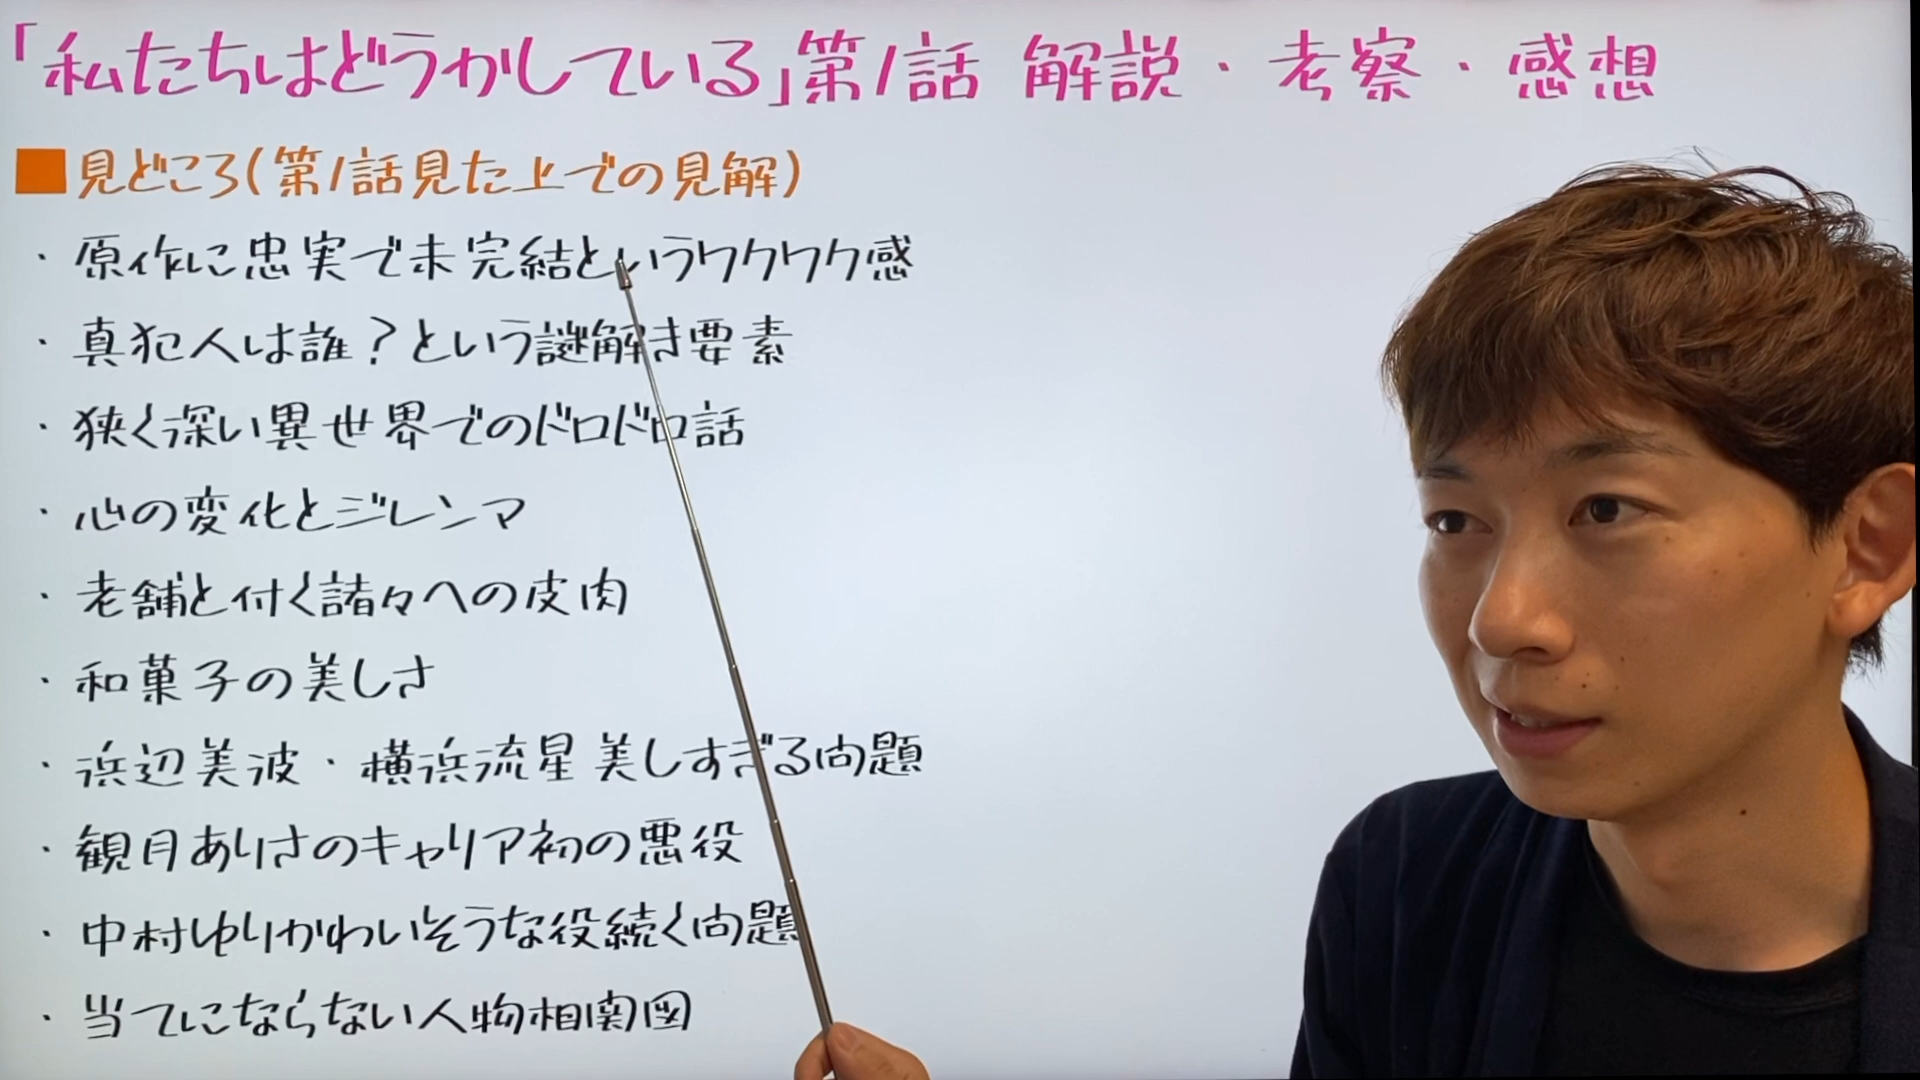 「私たちはどうかしている」第1話 解説・考察・感想
■見どころ(第1話見た上での見解)
・原作に忠実で未完結というワクワク感
・真犯人は誰?という謎解き要素
・狭く深い異世界でのドロドロ話
・心の変化とジレンマ
・老舗と付く諸々への皮肉
・和菓子の美しさ
・浜辺美波・横浜流星美しすぎる問題
・観月ありさのキャリア初の悪役
・中村ゆりかわいそうな役続く問題
・当てにならない人物相関図